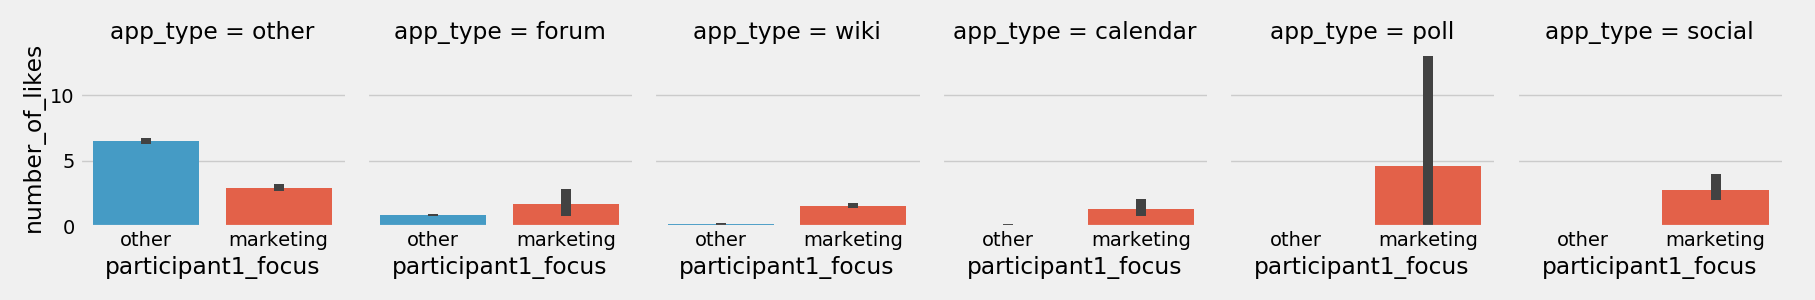 app_type = other
app_type = forum
app_type = wiki
app_type = calendar
app_type = poll
app_type = social
number_of_likes
10
5
0
other marketing
other marketing
other marketing
other marketing
other marketing
other marketing
participant1_focus
participant1_focus
participant1_focus
participant1_focus
participant1_focus
participant1_focus